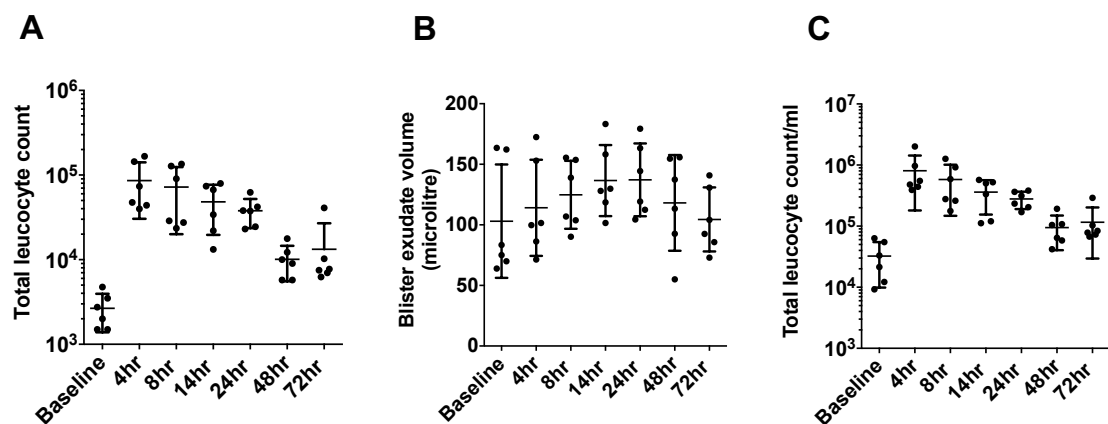 A
Total leucocyte count
10^6
10^5
10^4
10^3
Baseline
4hr
8hr
14hr
24hr
48hr
72hr
B
Blister exudate volume
(microlitre)
200
150
100
50
0
Baseline
4hr
8hr
14hr
24hr
48hr
72hr
C
Total leucocyte count/ml
10^7
10^6
10^5
10^4
10^3
Baseline
4hr
8hr
14hr
24hr
48hr
72hr